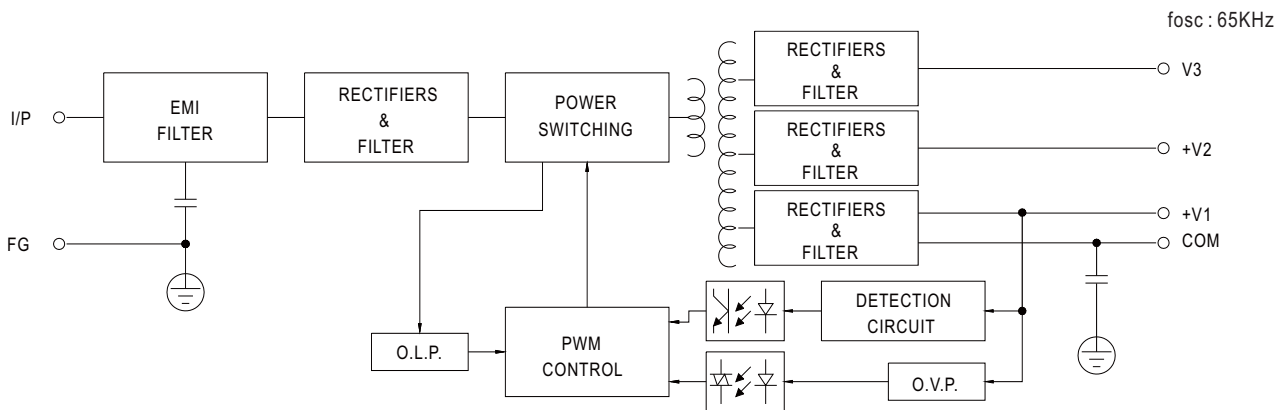 fosc : 65KHz
I/P
EMI
FILTER
RECTIFIERS
&
FILTER
POWER
SWITCHING
RECTIFIERS
&
FILTER
V3
RECTIFIERS
&
FILTER
+V2
RECTIFIERS
&
FILTER
+V1
COM
FG
O.L.P.
PWM
CONTROL
DETECTION
CIRCUIT
O.V.P.